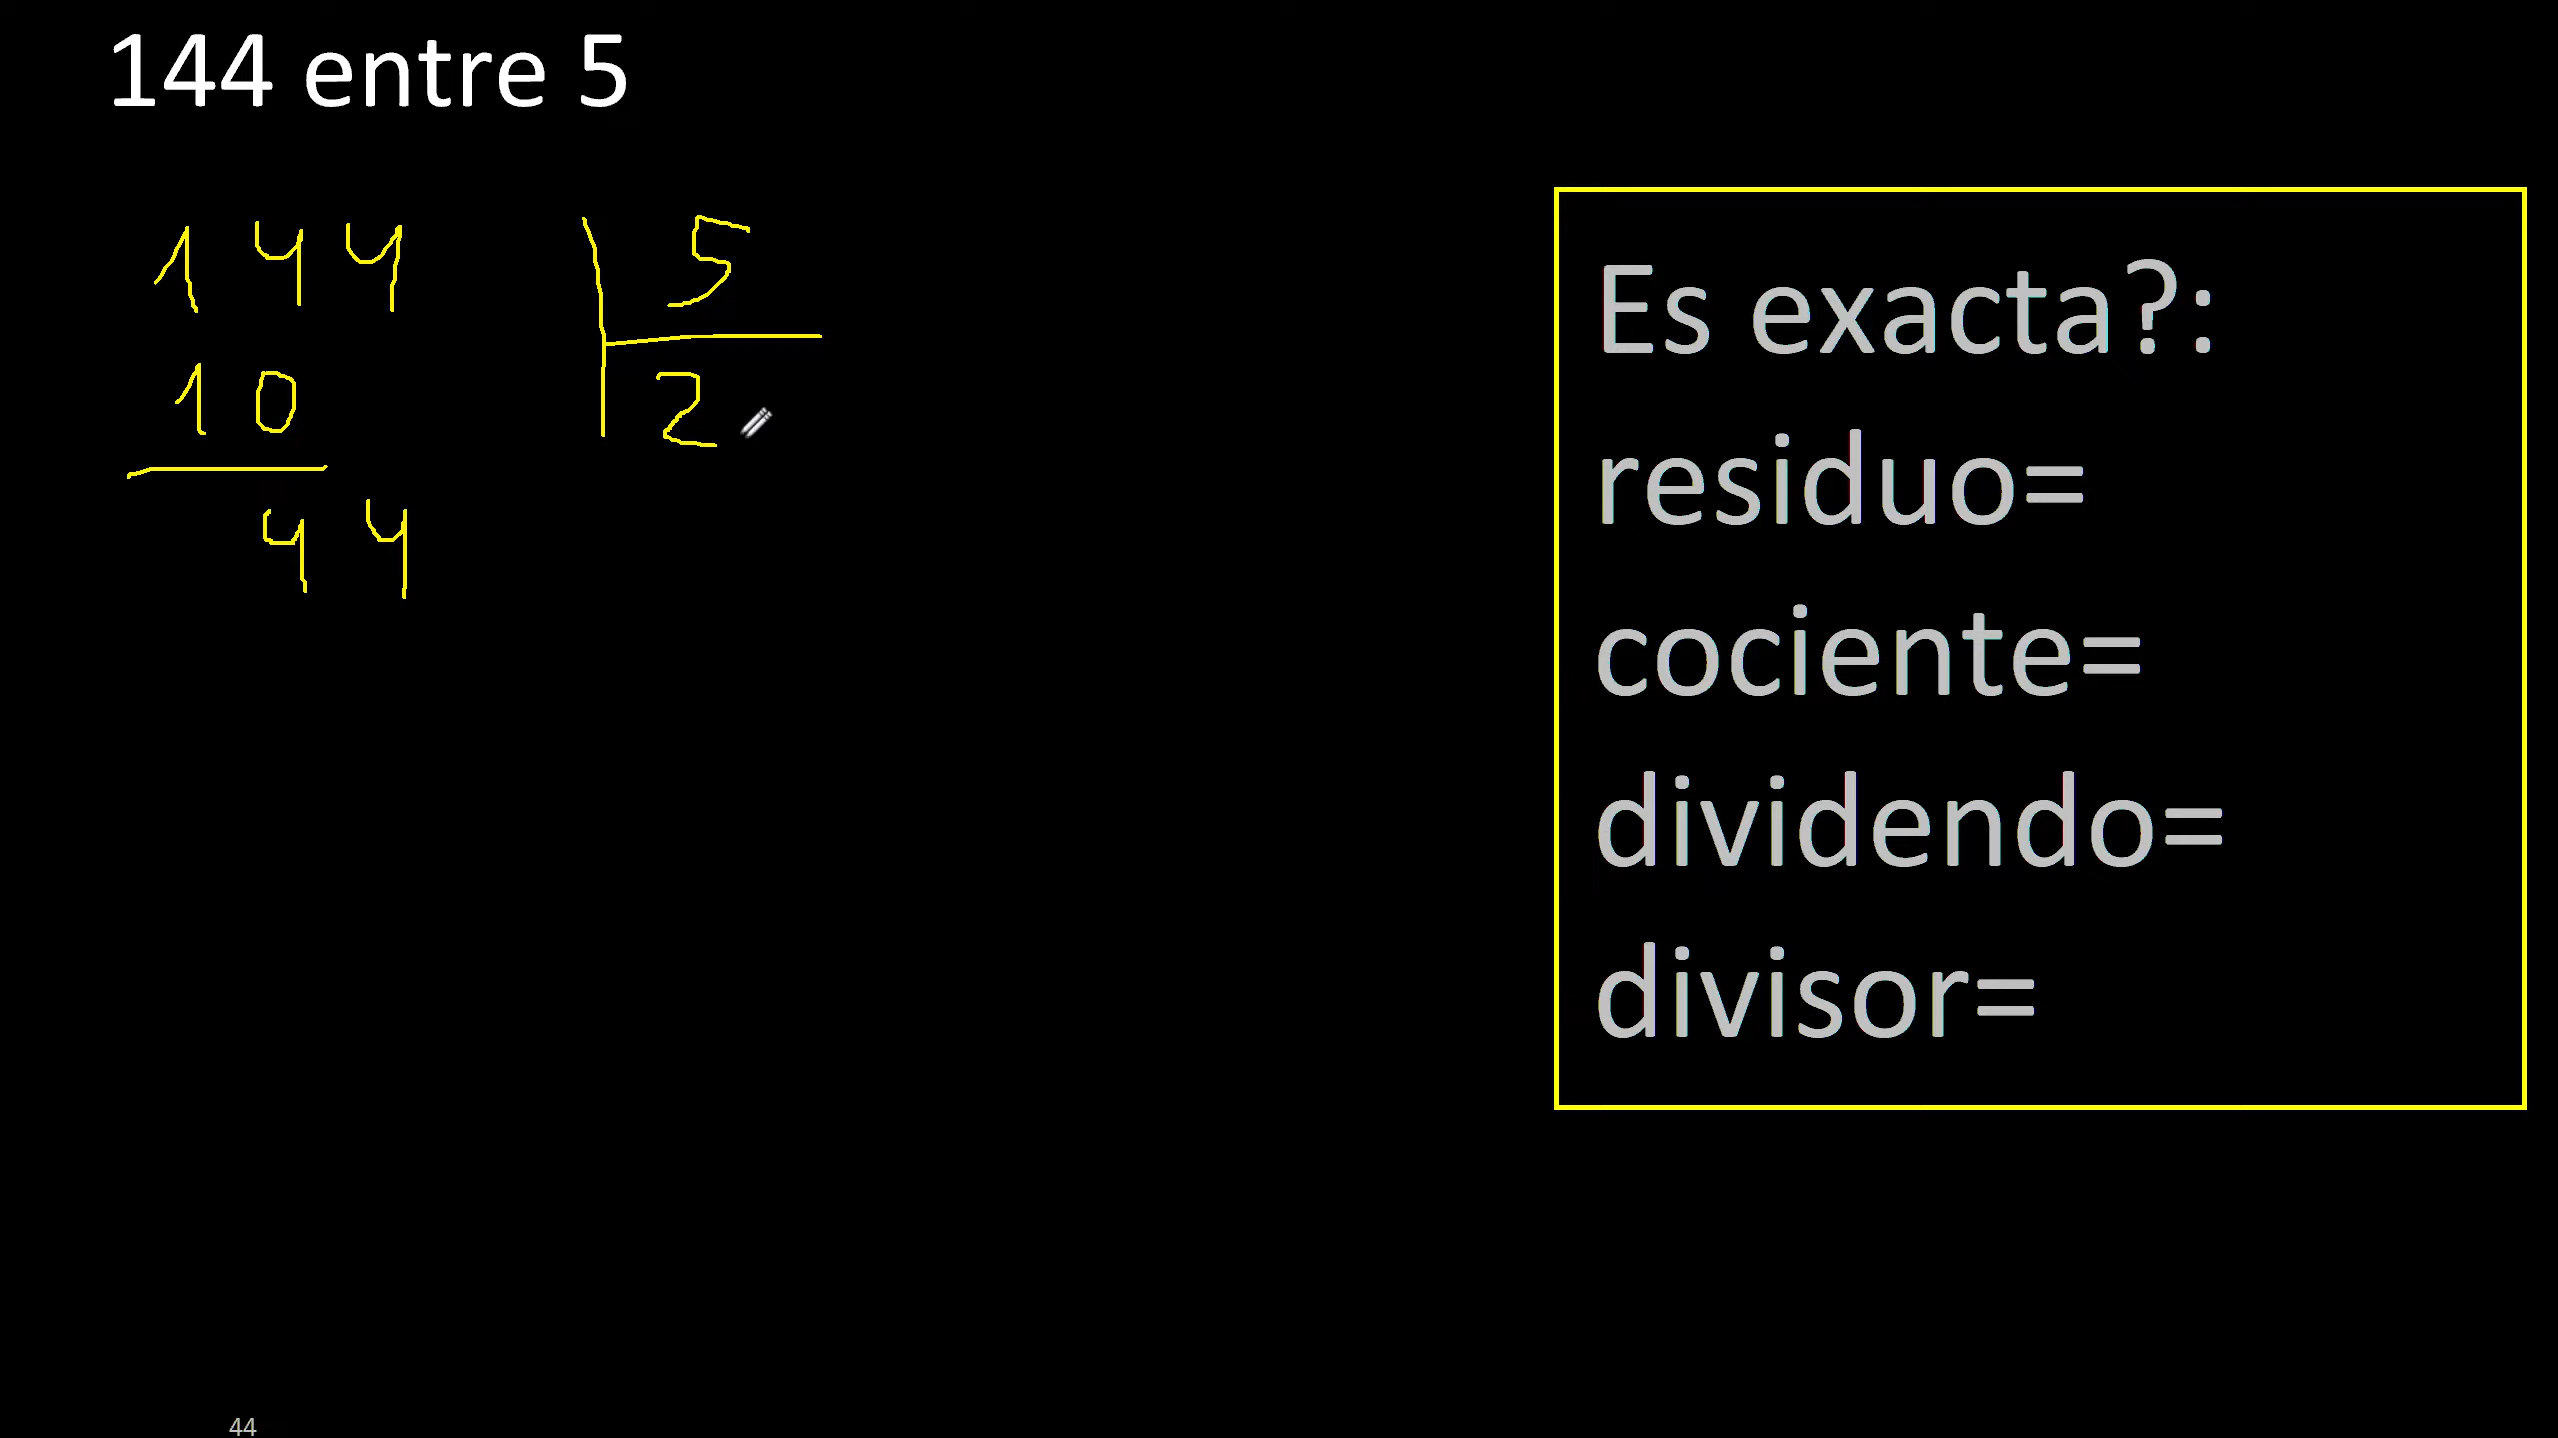 144 entre 5
144 5
10 2
44
Es exacta?:
residuo=
cociente=
dividendo=
divisor=
44